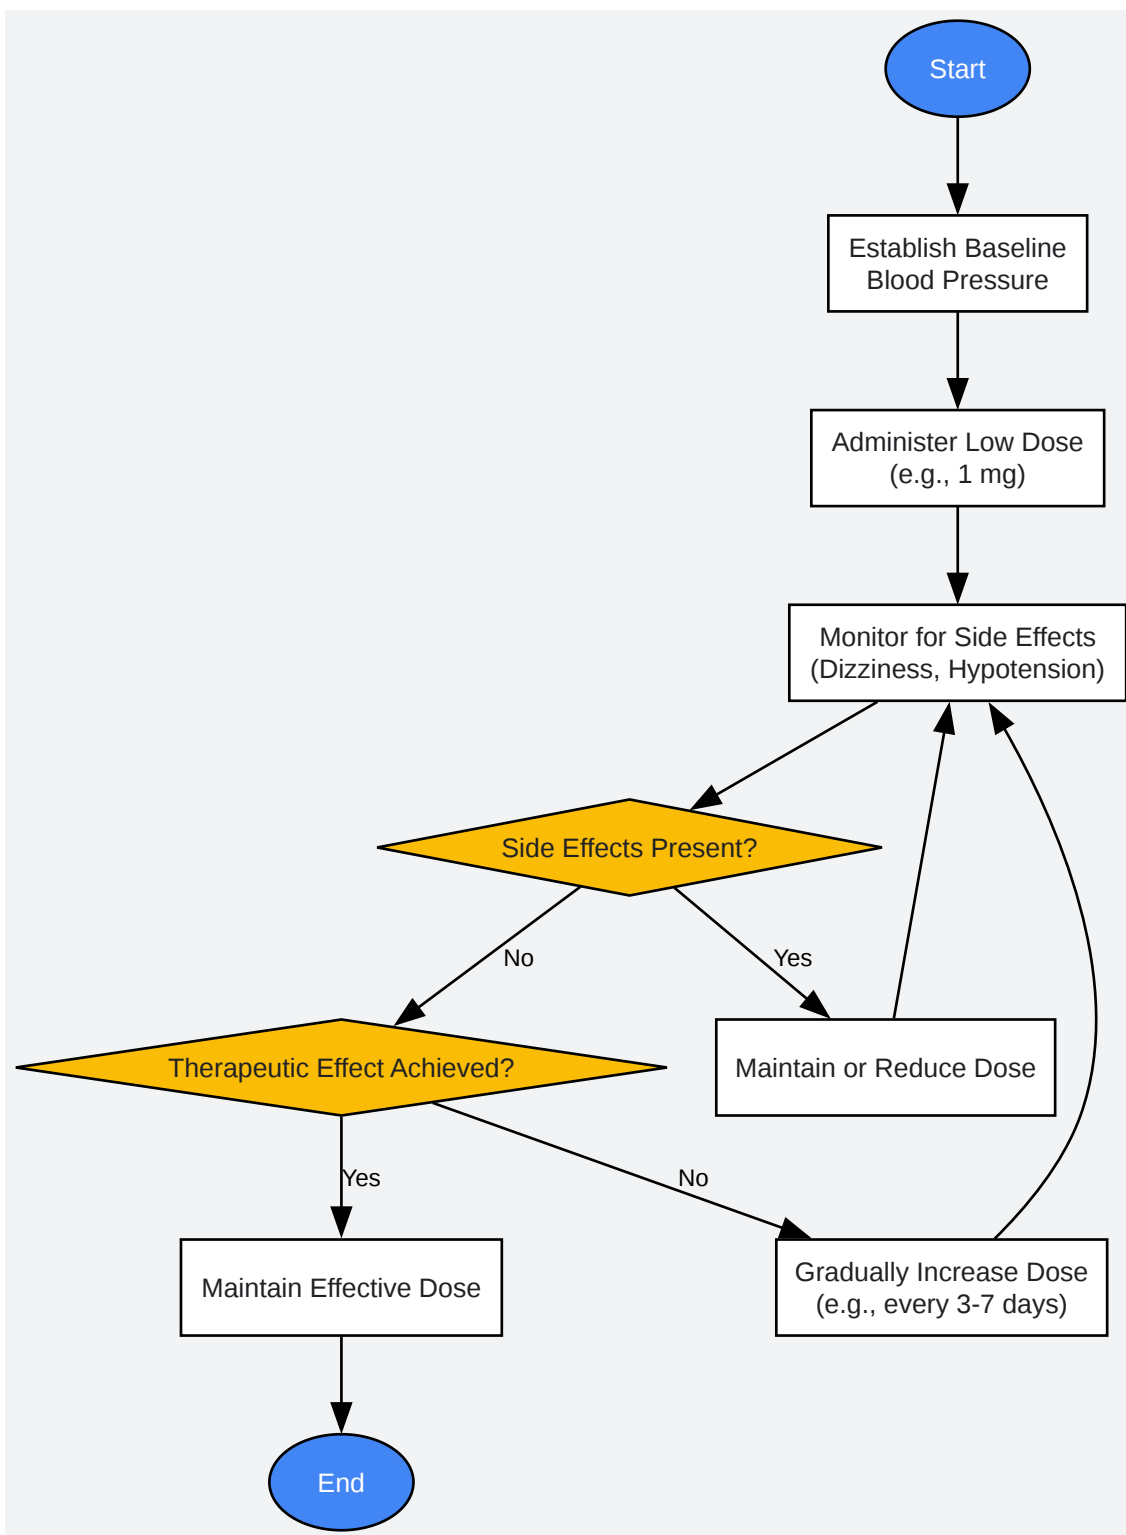 Start
Establish Baseline
Blood Pressure
Administer Low Dose
(e.g., 1 mg)
Monitor for Side Effects
(Dizziness, Hypotension)
Side Effects Present?
No
Yes
Therapeutic Effect Achieved?
Maintain or Reduce Dose
Yes
No
Maintain Effective Dose
Gradually Increase Dose
(e.g., every 3-7 days)
End